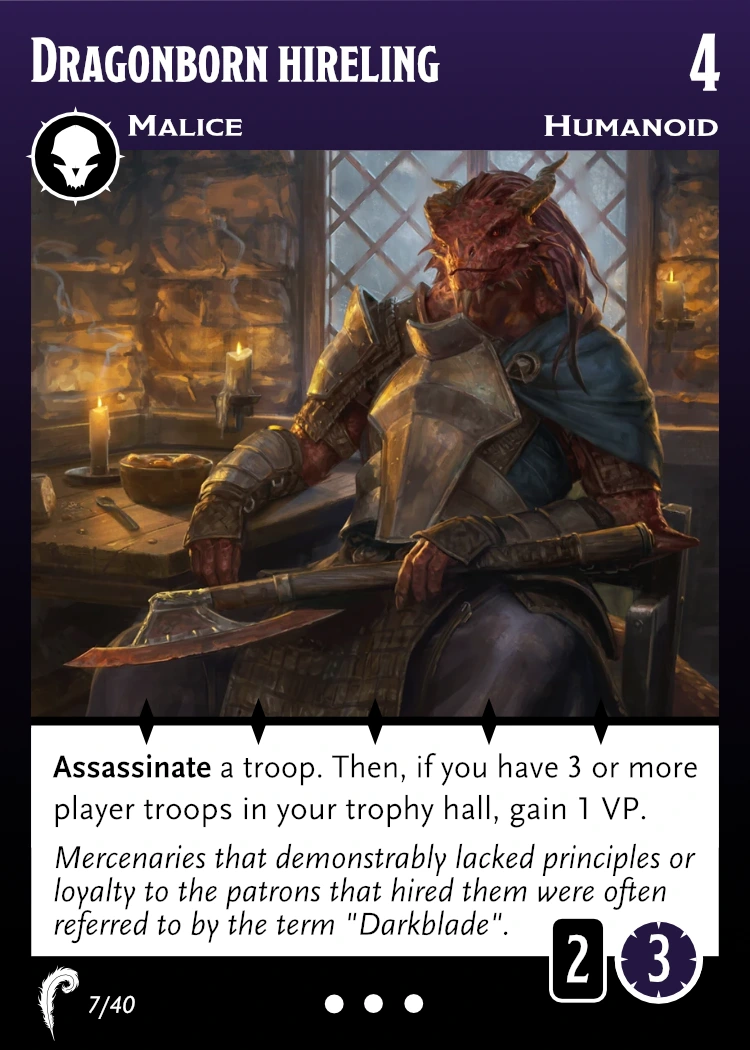 Dragonborn hireling 4
Malice Humanoid
Assassinate a troop. Then, if you have 3 or more
player troops in your trophy hall, gain 1 VP.
Mercenaries that demonstrably lacked principles or
loyalty to the patrons that hired them were often
referred to by the term "Darkblade".
2 3
7/40